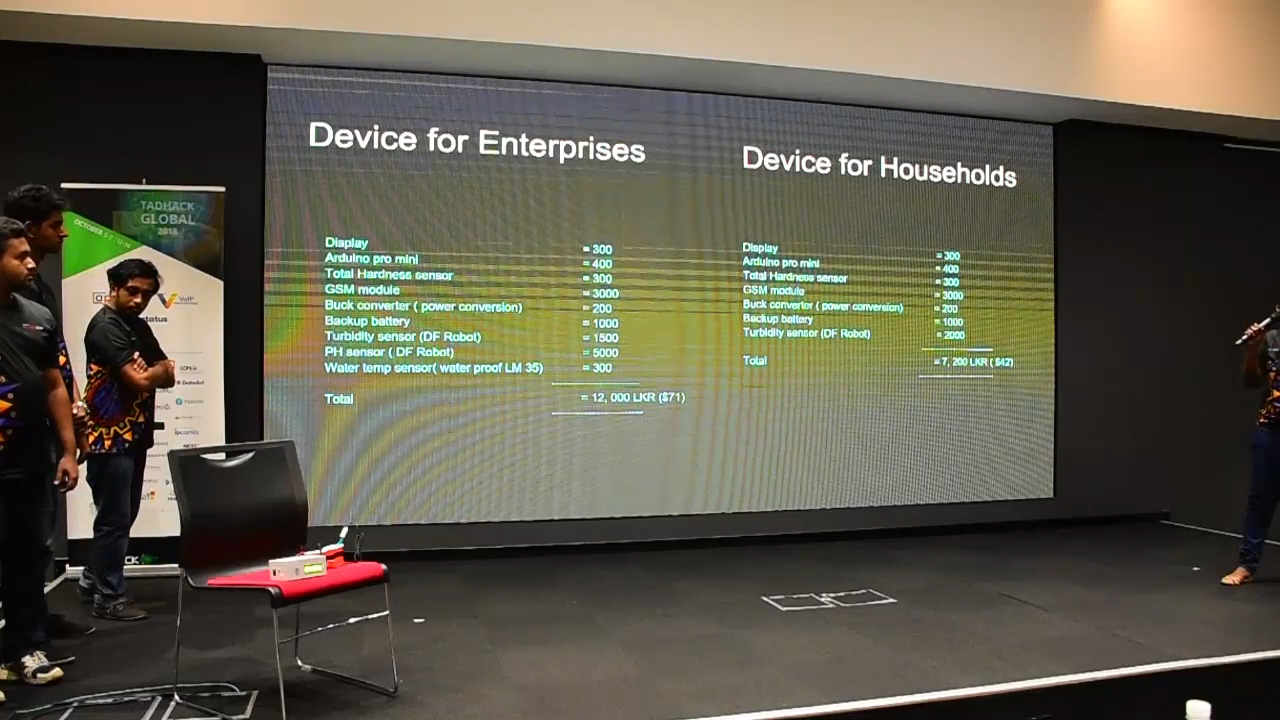 Device for Enterprises
Display = 300
Arduino pro mini = 400
Total Hardness sensor = 300
GSM module = 3000
Buck converter ( power conversion) = 200
Backup battery = 1000
Turbidity sensor (DF Robot) = 1500
PH sensor ( DF Robot) = 5000
Water temp sensor( water proof LM 35) = 300
Total = 12, 000 LKR ($71)
Device for Households
Display = 300
Arduino pro mini = 400
Total Hardness sensor = 300
GSM module = 3000
Buck converter ( power conversion) = 200
Backup battery = 1000
Turbidity sensor (DF Robot) = 2000
Total = 7, 200 LKR ( $42)
TADHACK
GLOBAL
2018
VoIP